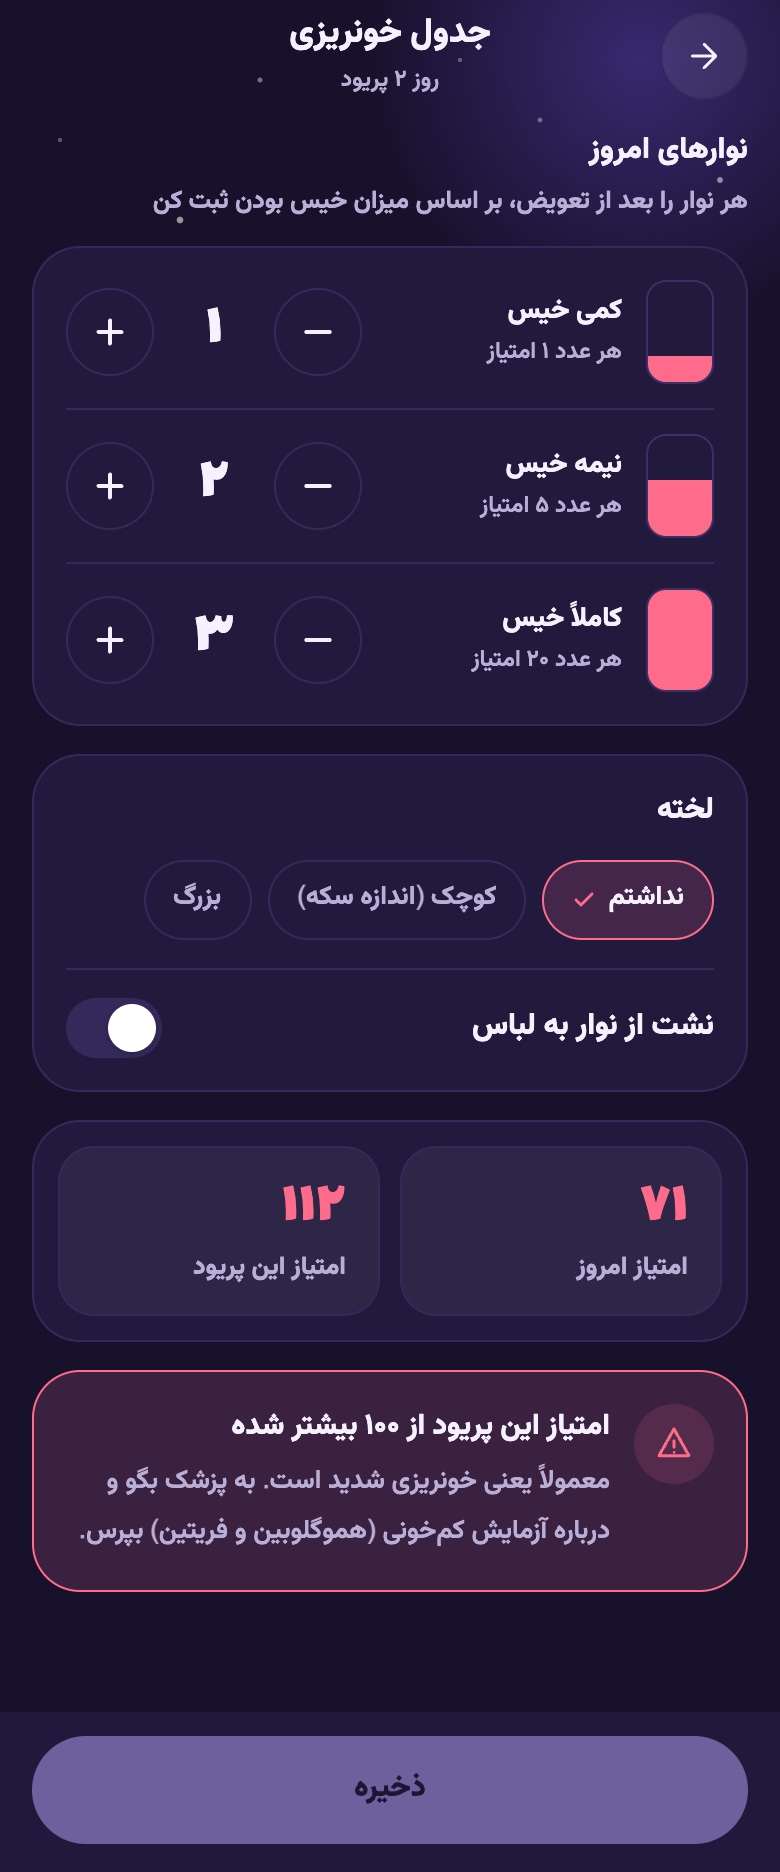 جدول خونریزی
روز ۲ پریود
نوارهای امروز
هر نوار را بعد از تعویض، بر اساس میزان خیس بودن ثبت کن
کمی خیس
هر عدد ۱ امتیاز
۱
نیمه خیس
هر عدد ۵ امتیاز
۲
کاملاً خیس
هر عدد ۲۰ امتیاز
۳
لخته
نداشتم
کوچک (اندازه سکه)
بزرگ
نشت از نوار به لباس
۷۱
امتیاز امروز
۱۱۲
امتیاز این پریود
امتیاز این پریود از ۱۰۰ بیشتر شده
معمولاً یعنی خونریزی شدید است. به پزشک بگو و
درباره آزمایش کم‌خونی (هموگلوبین و فریتین) بپرس.
ذخیره